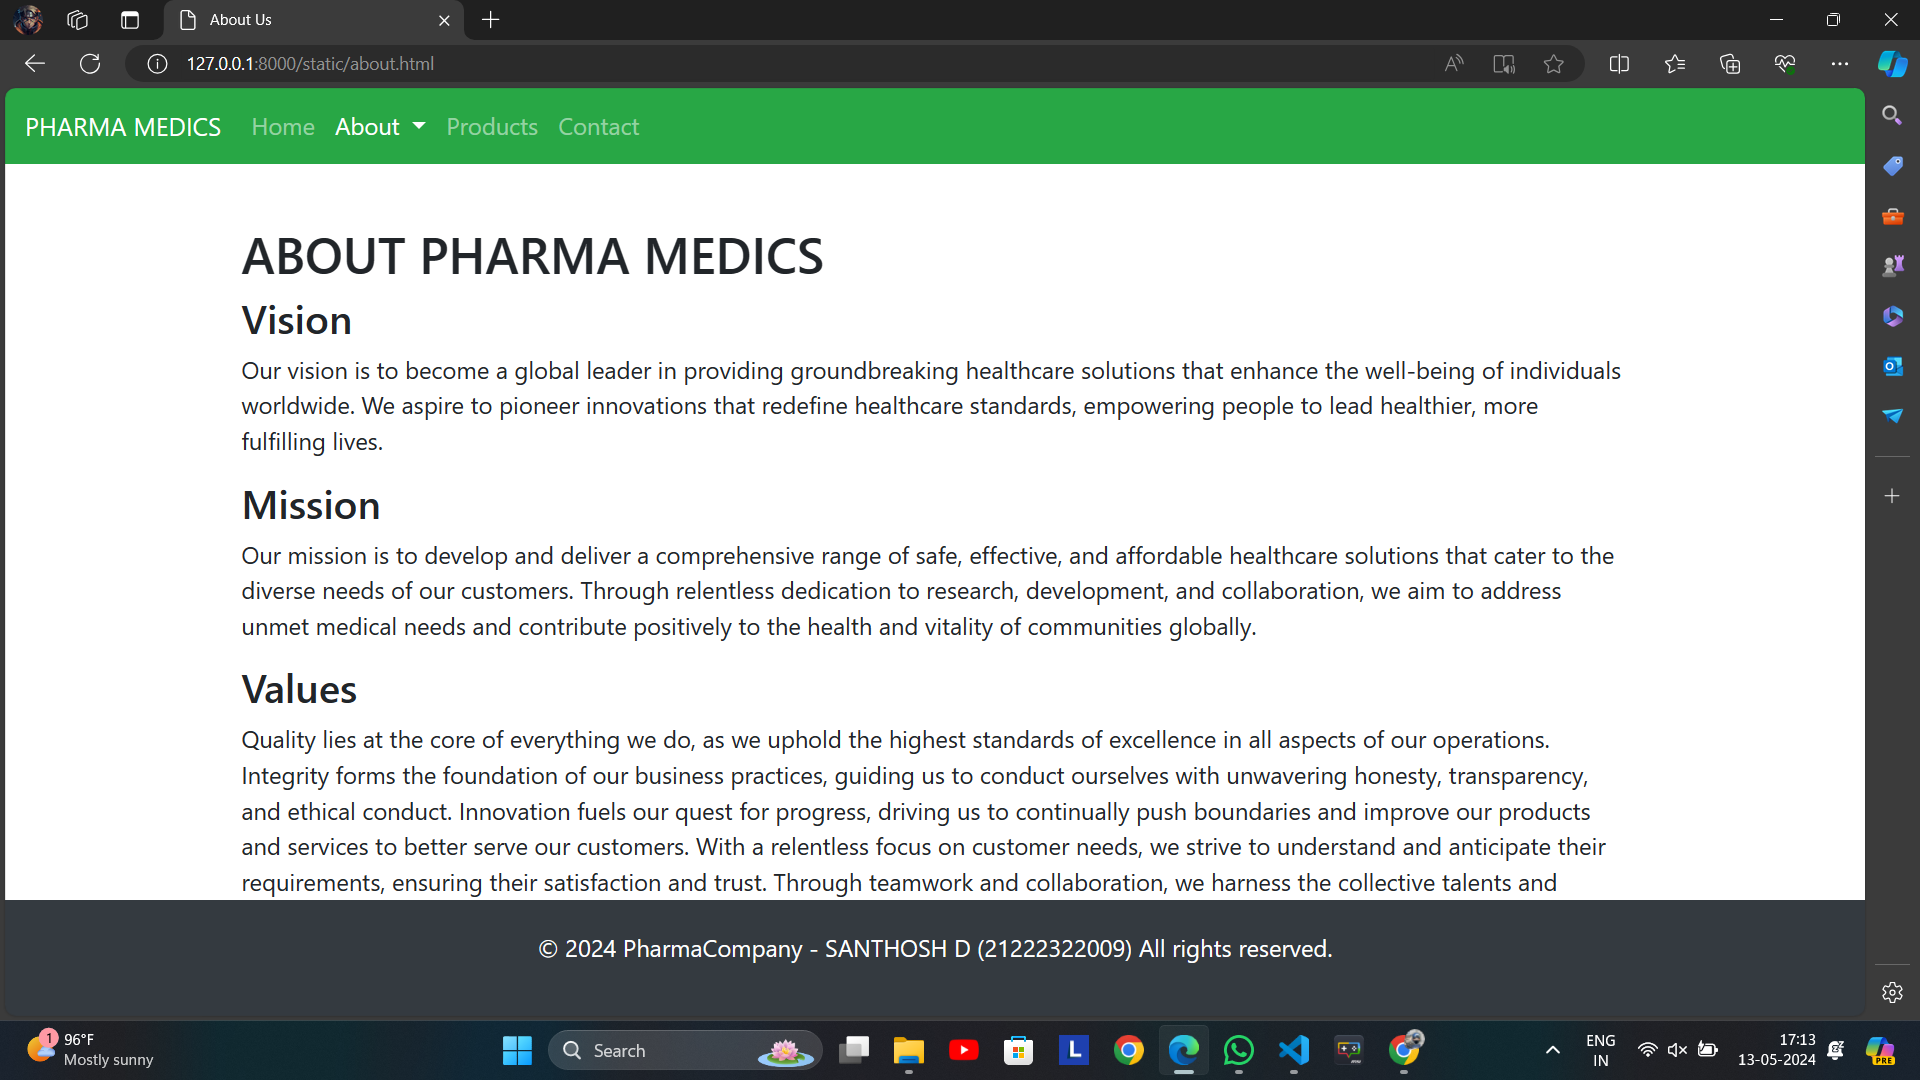 About Us
127.0.0.1:8000/static/about.html
PHARMA MEDICS Home About Products Contact
ABOUT PHARMA MEDICS
Vision
Our vision is to become a global leader in providing groundbreaking healthcare solutions that enhance the well-being of individuals
worldwide. We aspire to pioneer innovations that redefine healthcare standards, empowering people to lead healthier, more
fulfilling lives.
Mission
Our mission is to develop and deliver a comprehensive range of safe, effective, and affordable healthcare solutions that cater to the
diverse needs of our customers. Through relentless dedication to research, development, and collaboration, we aim to address
unmet medical needs and contribute positively to the health and vitality of communities globally.
Values
Quality lies at the core of everything we do, as we uphold the highest standards of excellence in all aspects of our operations.
Integrity forms the foundation of our business practices, guiding us to conduct ourselves with unwavering honesty, transparency,
and ethical conduct. Innovation fuels our quest for progress, driving us to continually push boundaries and improve our products
and services to better serve our customers. With a relentless focus on customer needs, we strive to understand and anticipate their
requirements, ensuring their satisfaction and trust. Through teamwork and collaboration, we harness the collective talents and
© 2024 PharmaCompany - SANTHOSH D (21222322009) All rights reserved.
1
96°F
Mostly sunny
Search
L
ENG
IN
17:13
13-05-2024
PRE